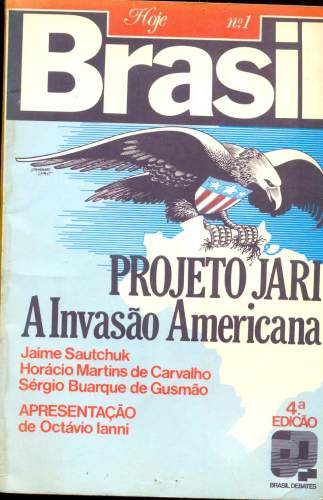 Hoje nº1
Brasil
PROJETO JARI
A Invasão Americana
Jaime Sautchuk
Horácio Martins de Carvalho
Sérgio Buarque de Gusmão
APRESENTAÇÃO
de Octávio Ianni
4.ª
EDIÇÃO
BRASIL DEBATES